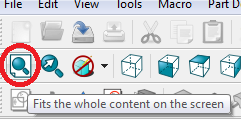 File Edit View Tools Macro Part D
Fits the whole content on the screen